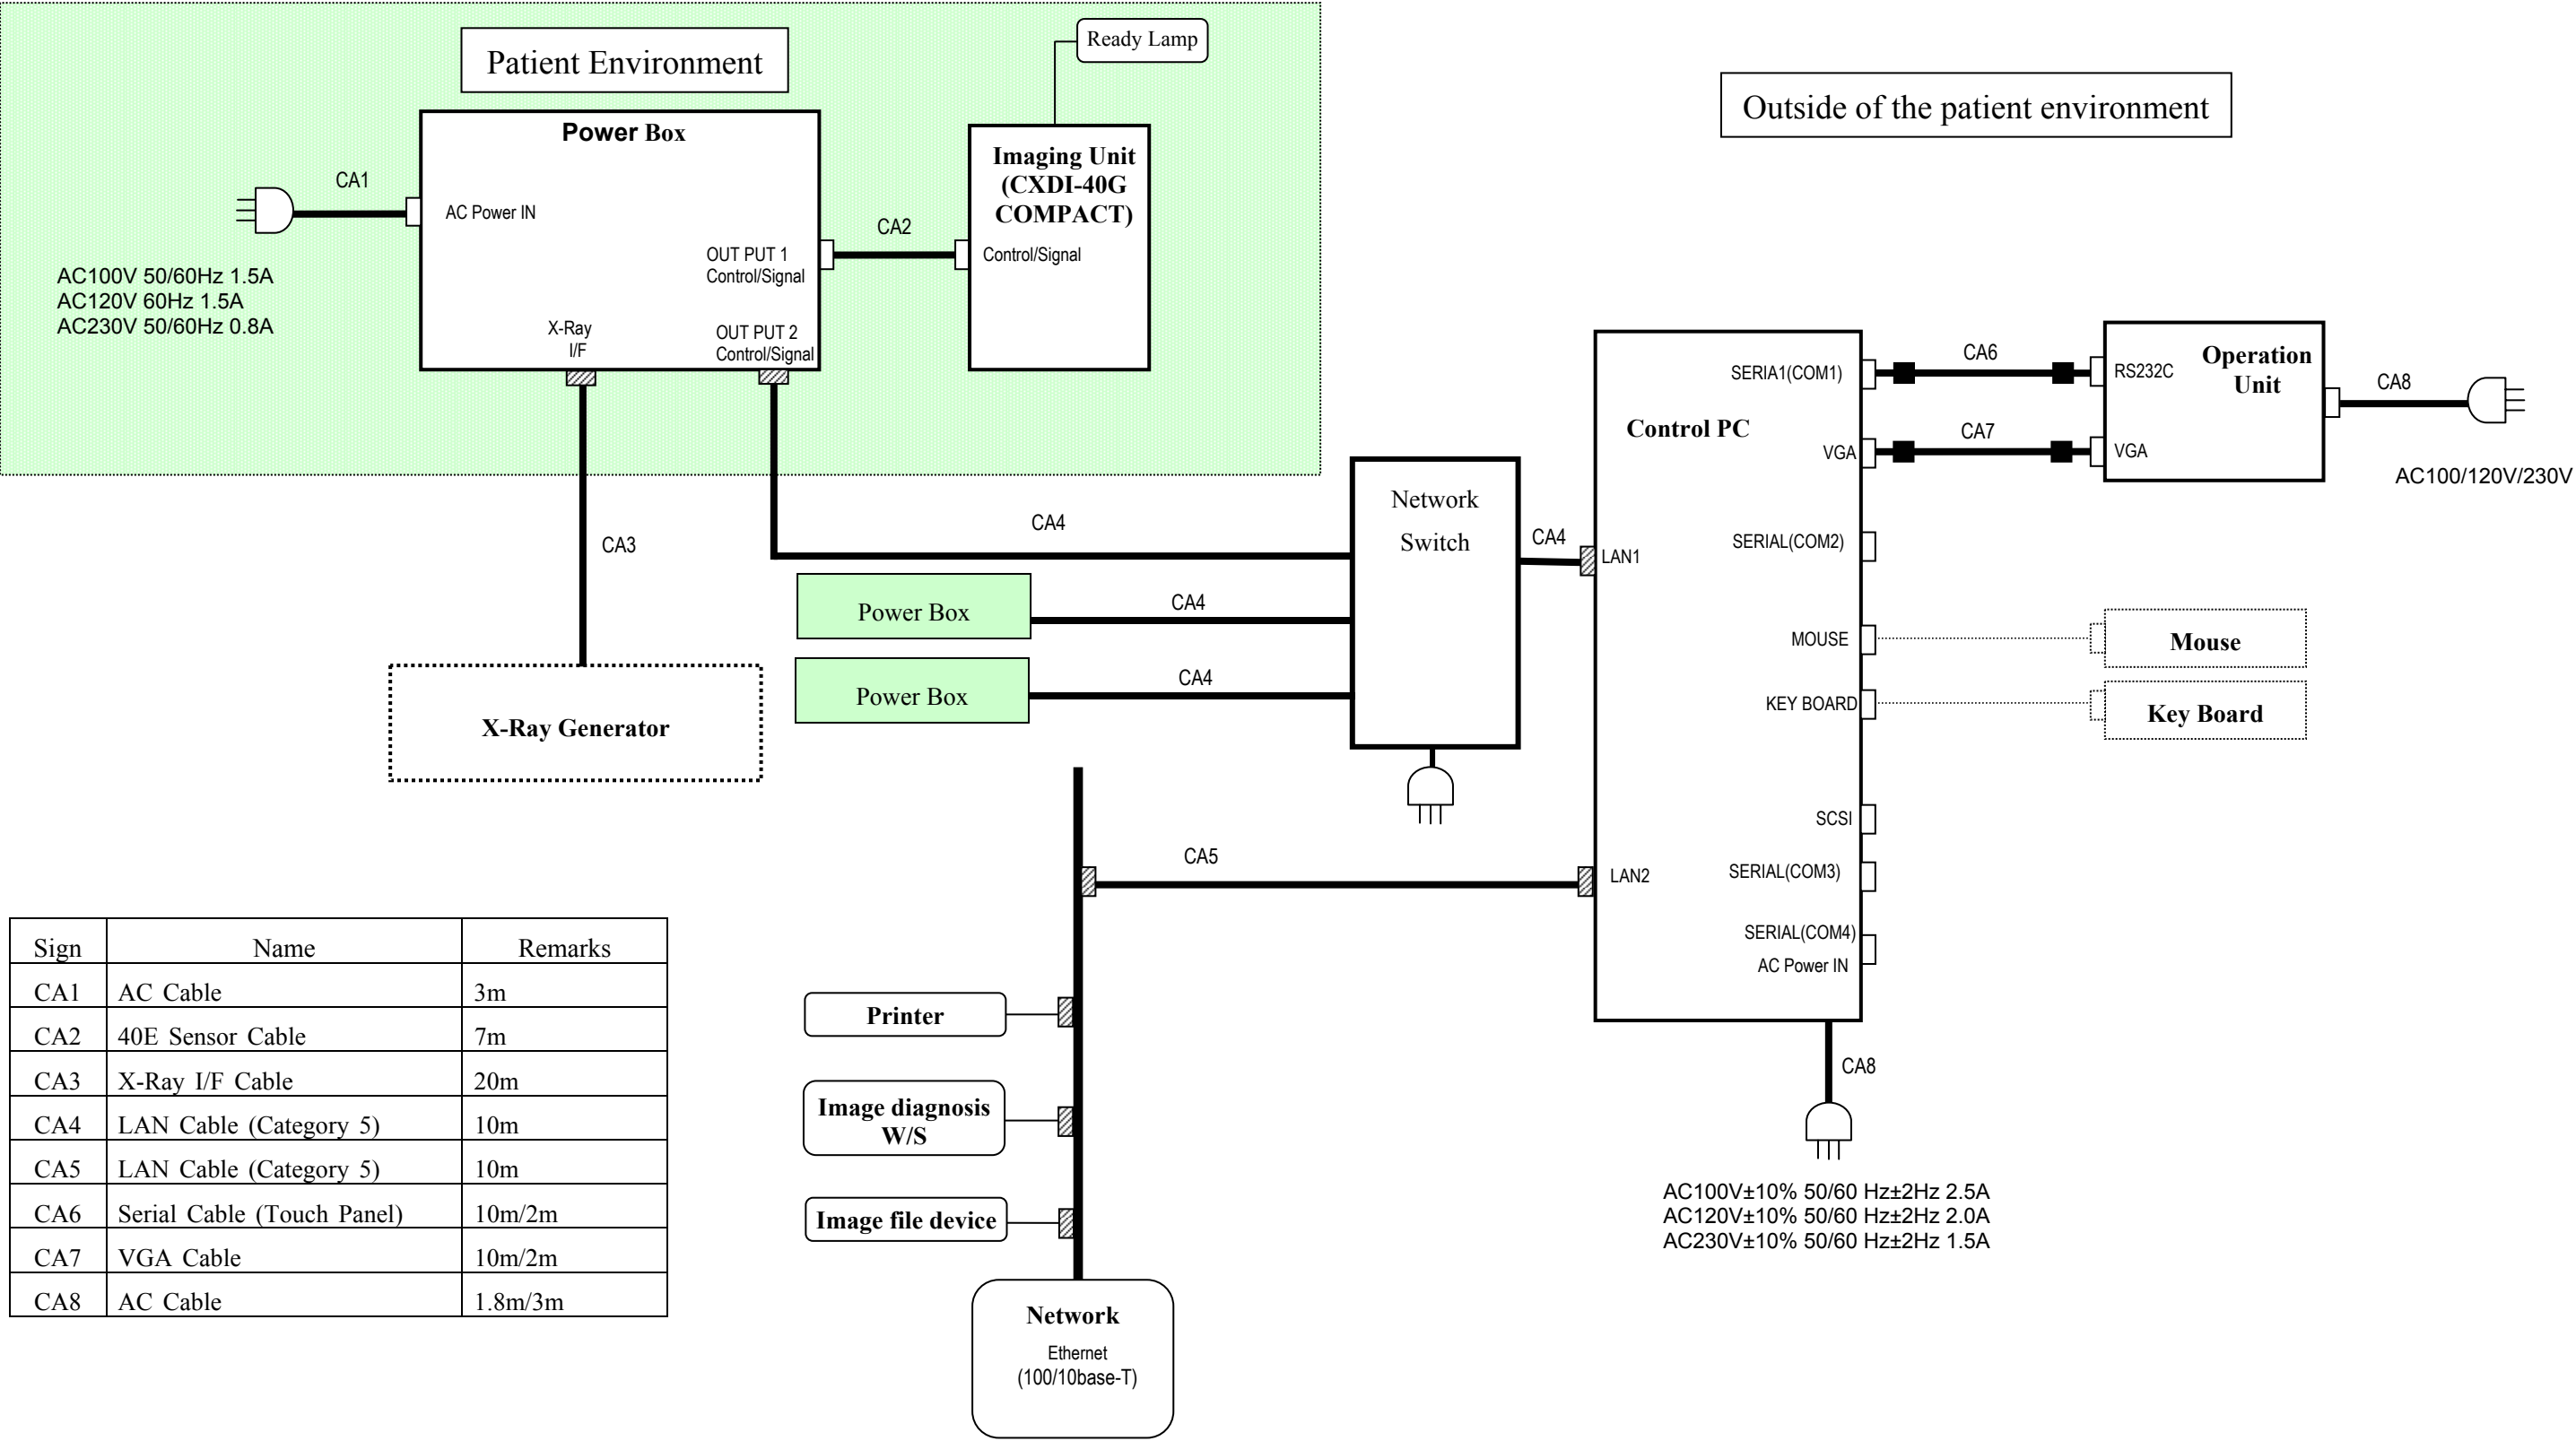 Patient Environment
Ready Lamp
Outside of the patient environment
Power Box
CA1
AC Power IN
AC100V 50/60Hz 1.5A
AC120V 60Hz 1.5A
AC230V 50/60Hz 0.8A
OUT PUT 1
Control/Signal
X-Ray
I/F
OUT PUT 2
Control/Signal
CA2
Imaging Unit
(CXDI-40G
COMPACT)
Control/Signal
CA3
X-Ray Generator
CA4
Power Box
CA4
Power Box
CA4
Network
Switch
CA4
LAN1
Control PC
SERIA1(COM1)
VGA
SERIAL(COM2)
MOUSE
KEY BOARD
SCSI
SERIAL(COM3)
SERIAL(COM4)
AC Power IN
LAN2
CA6
CA7
RS232C
VGA
Operation
Unit
CA8
AC100/120V/230V
Mouse
Key Board
CA5
CA8
AC100V±10% 50/60 Hz±2Hz 2.5A
AC120V±10% 50/60 Hz±2Hz 2.0A
AC230V±10% 50/60 Hz±2Hz 1.5A
Printer
Image diagnosis
W/S
Image file device
Network
Ethernet
(100/10base-T)
Sign Name Remarks
CA1 AC Cable 3m
CA2 40E Sensor Cable 7m
CA3 X-Ray I/F Cable 20m
CA4 LAN Cable (Category 5) 10m
CA5 LAN Cable (Category 5) 10m
CA6 Serial Cable (Touch Panel) 10m/2m
CA7 VGA Cable 10m/2m
CA8 AC Cable 1.8m/3m